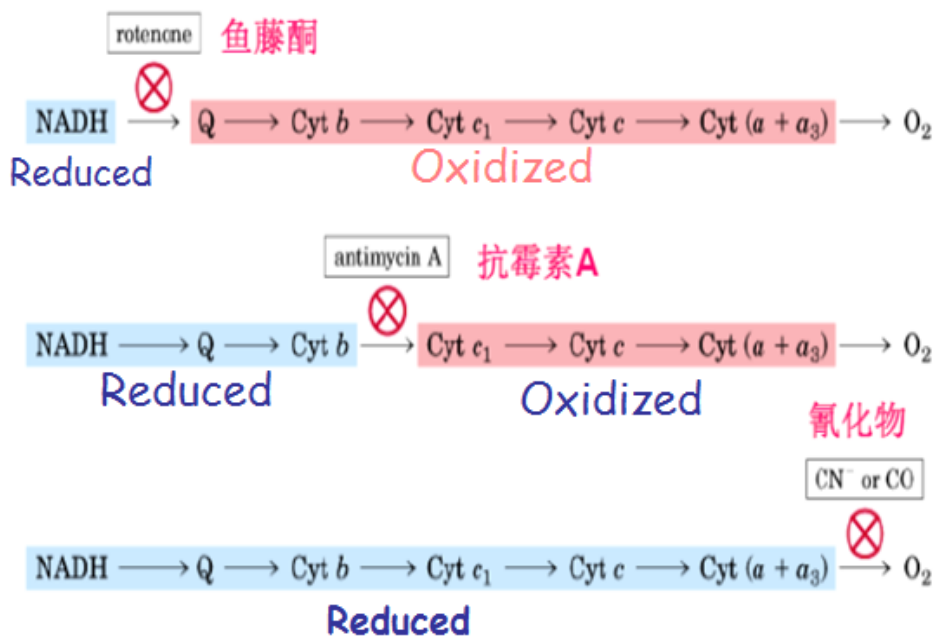 rotenone 鱼藤酮
NADH → Q → Cyt b → Cyt c₁ → Cyt c → Cyt (a + a₃) → O₂
Reduced Oxidized
antimycin A 抗霉素A
NADH → Q → Cyt b → Cyt c₁ → Cyt c → Cyt (a + a₃) → O₂
Reduced Oxidized
氰化物
CN⁻ or CO
NADH → Q → Cyt b → Cyt c₁ → Cyt c → Cyt (a + a₃) → O₂
Reduced